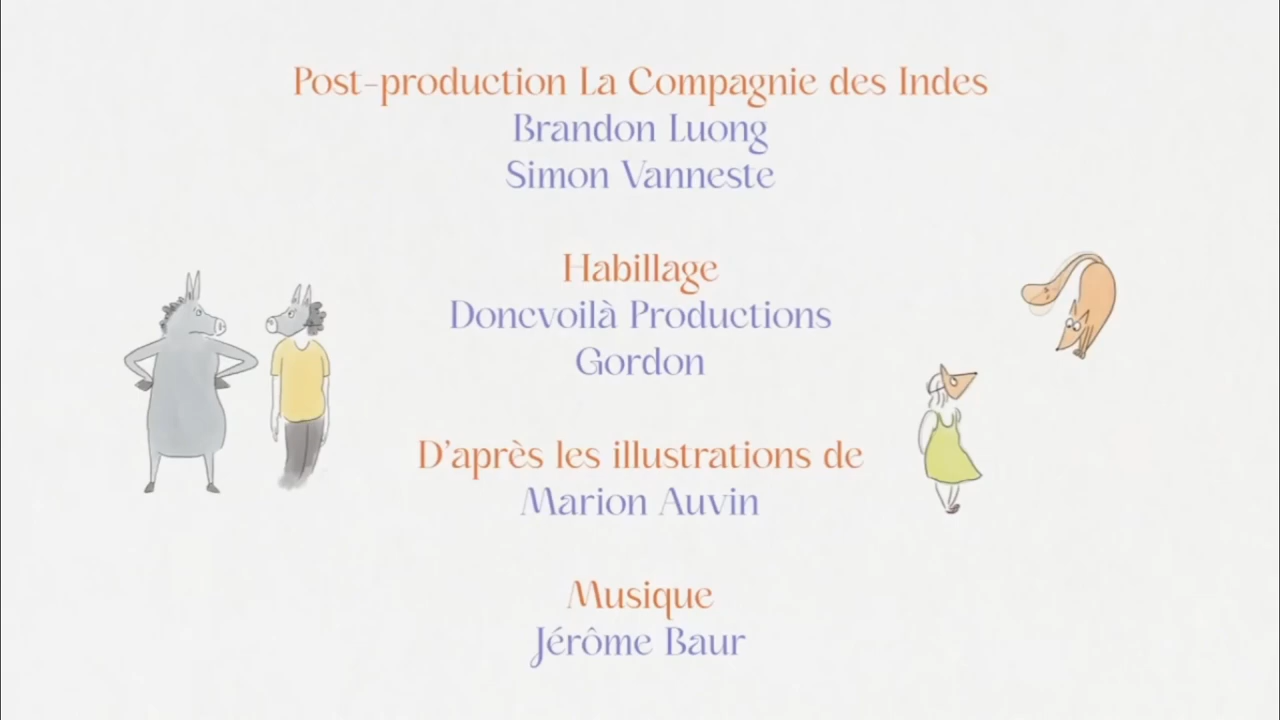 Post-production La Compagnie des Indes
Brandon Luong
Simon Vanneste
Habillage
Doncvoilà Productions
Gordon
D'après les illustrations de
Marion Auvin
Musique
Jérôme Baur